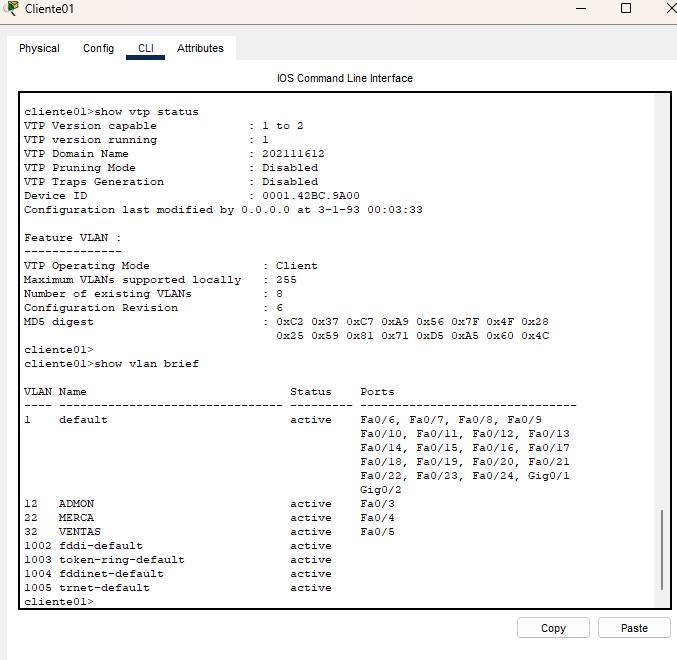 Cliente01
Physical Config CLI Attributes
IOS Command Line Interface
cliente01>show vtp status
VTP Version capable : 1 to 2
VTP version running : 1
VTP Domain Name : 202111612
VTP Pruning Mode : Disabled
VTP Traps Generation : Disabled
Device ID : 0001.42BC.9A00
Configuration last modified by 0.0.0.0 at 3-1-93 00:03:33
Feature VLAN :
--------------
VTP Operating Mode : Client
Maximum VLANs supported locally : 255
Number of existing VLANs : 8
Configuration Revision : 6
MD5 digest : 0xC2 0x37 0xC7 0xA9 0x56 0x7F 0x4F 0x28
0x25 0x59 0x81 0x71 0xD5 0xA5 0x60 0x4C
cliente01>
cliente01>show vlan brief
VLAN Name Status Ports
---- -------------------------------- --------- -------------------------------
1 default active Fa0/6, Fa0/7, Fa0/8, Fa0/9
Fa0/10, Fa0/11, Fa0/12, Fa0/13
Fa0/14, Fa0/15, Fa0/16, Fa0/17
Fa0/18, Fa0/19, Fa0/20, Fa0/21
Fa0/22, Fa0/23, Fa0/24, Gig0/1
Gig0/2
12 ADMON active Fa0/3
22 MERCA active Fa0/4
32 VENTAS active Fa0/5
1002 fddi-default active
1003 token-ring-default active
1004 fddinet-default active
1005 trnet-default active
cliente01>
Copy Paste